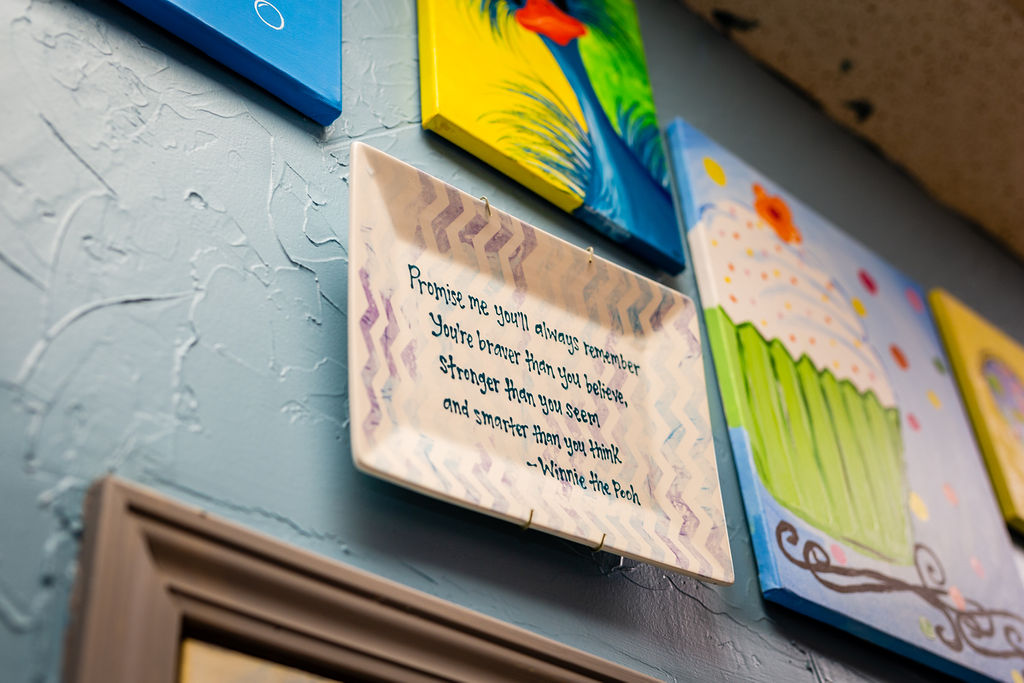 Promise me you'll always remember
You're braver than you believe,
stronger than you seem
and smarter than you think
-Winnie the Pooh